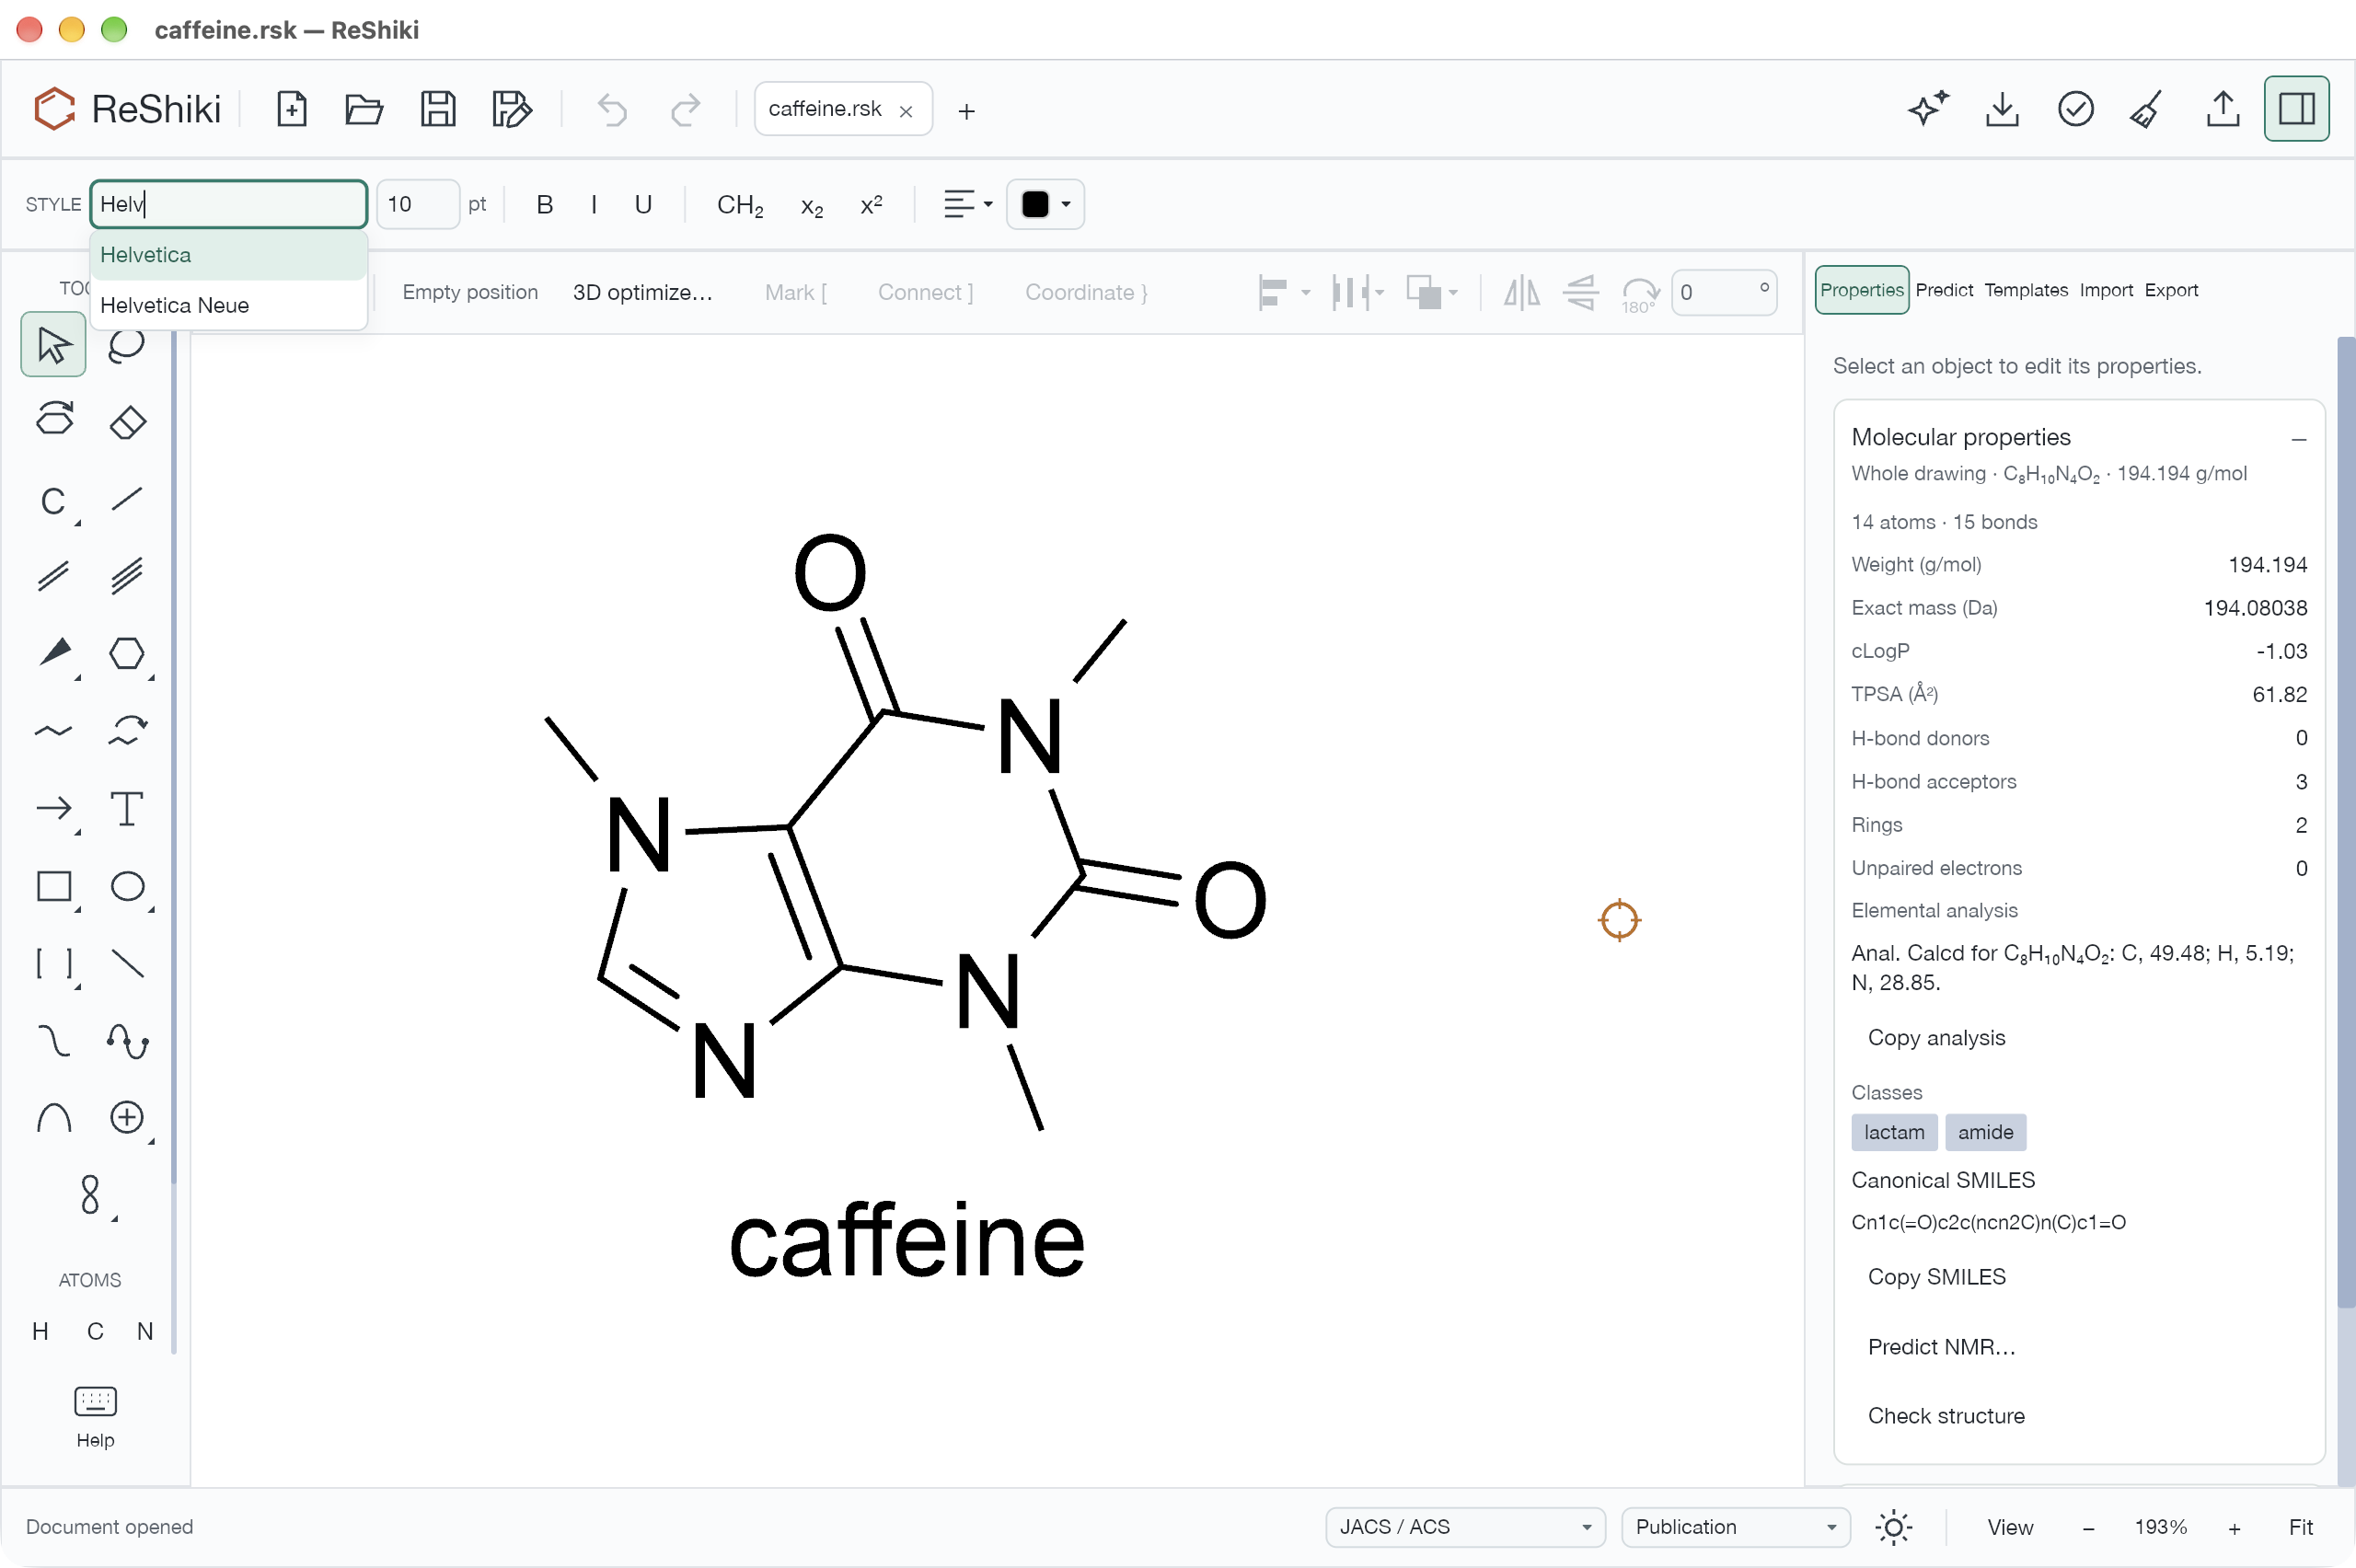 caffeine.rsk — ReShiki
ReShiki
caffeine.rsk × +
STYLE Helv 10 pt B I U CH₂ x₂ x²
Helvetica
Helvetica Neue
TOO
Empty position 3D optimize... Mark [ Connect ] Coordinate } 180° 0 °
Properties Predict Templates Import Export
Select an object to edit its properties.
Molecular properties –
Whole drawing · C₈H₁₀N₄O₂ · 194.194 g/mol
14 atoms · 15 bonds
Weight (g/mol) 194.194
Exact mass (Da) 194.08038
cLogP -1.03
TPSA (Å²) 61.82
H-bond donors 0
H-bond acceptors 3
Rings 2
Unpaired electrons 0
Elemental analysis
Anal. Calcd for C₈H₁₀N₄O₂: C, 49.48; H, 5.19;
N, 28.85.
Copy analysis
Classes
lactam amide
Canonical SMILES
Cn1c(=O)c2c(ncn2C)n(C)c1=O
Copy SMILES
Predict NMR...
Check structure
C
T
[ ]
ATOMS
H C N
Help
O
N
N
O
N
N
caffeine
Document opened
JACS / ACS
Publication
View – 193% + Fit